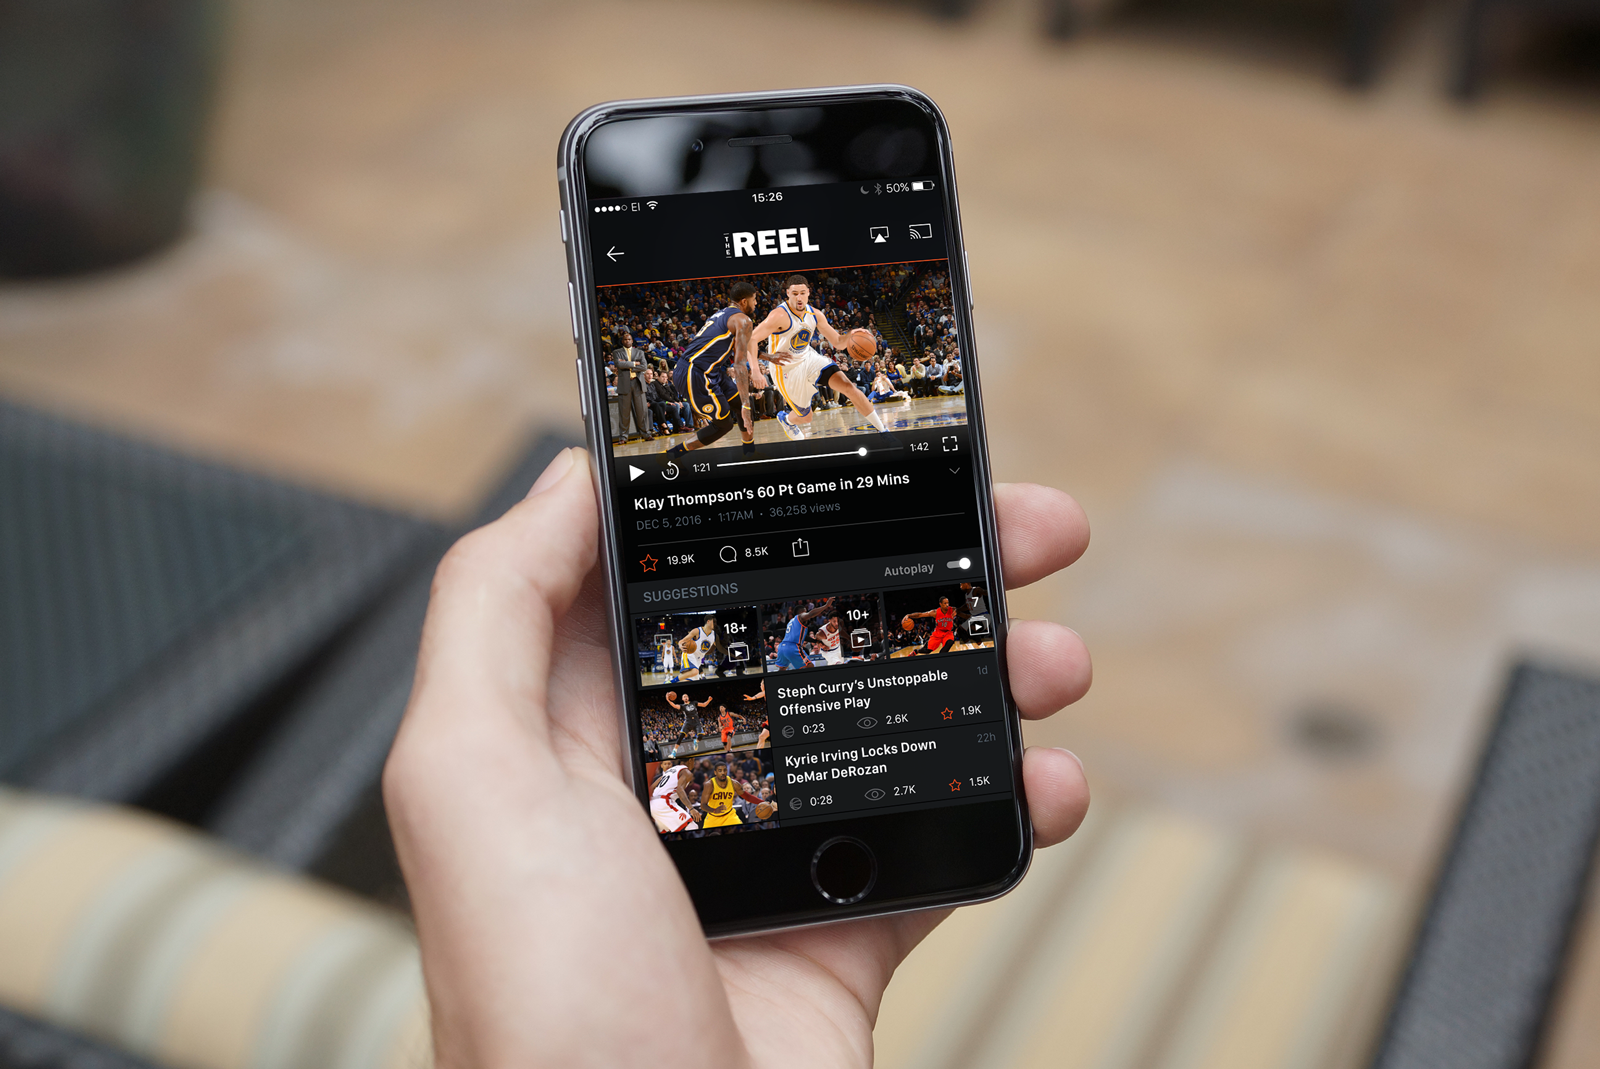 EI
15:26
50%
THE REEL
1:21
10
1:42
Klay Thompson's 60 Pt Game in 29 Mins
DEC 5, 2016 · 1:17AM · 36,258 views
19.9K
8.5K
SUGGESTIONS
Autoplay
18+
10+
7
Steph Curry's Unstoppable
Offensive Play
1d
0:23
2.6K
1.9K
Kyrie Irving Locks Down
DeMar DeRozan
22h
0:28
2.7K
1.5K
CAVS